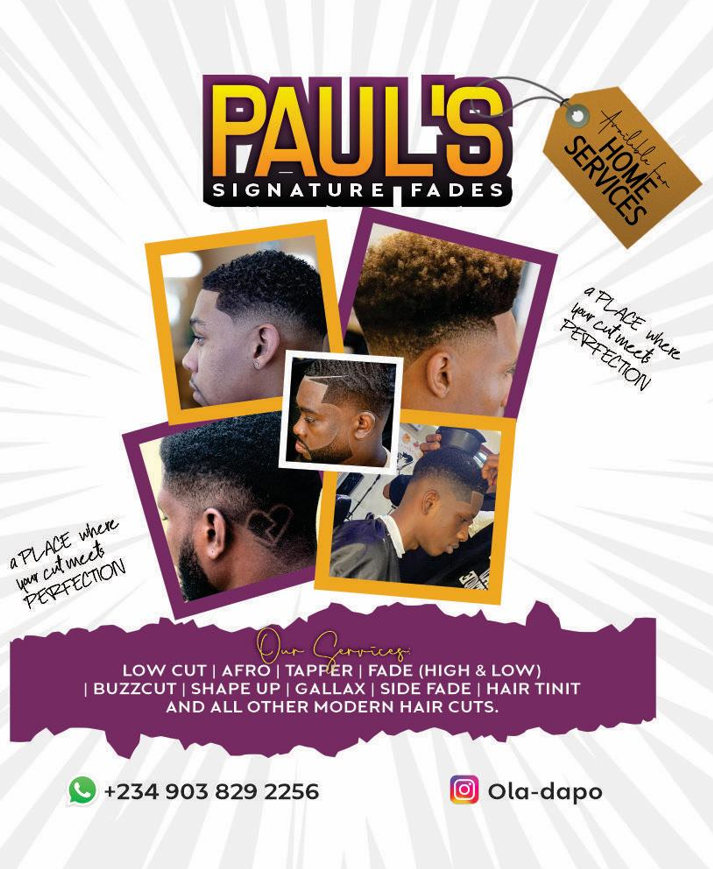 PAUL'S
SIGNATURE FADES
Available for
HOME
SERVICES
a PLACE where
your cut meets
PERFECTION
a PLACE where
your cut meets
PERFECTION
Our Services:
LOW CUT | AFRO | TAPPER | FADE (HIGH & LOW)
| BUZZCUT | SHAPE UP | GALLAX | SIDE FADE | HAIR TINIT
AND ALL OTHER MODERN HAIR CUTS.
+234 903 829 2256
Ola-dapo